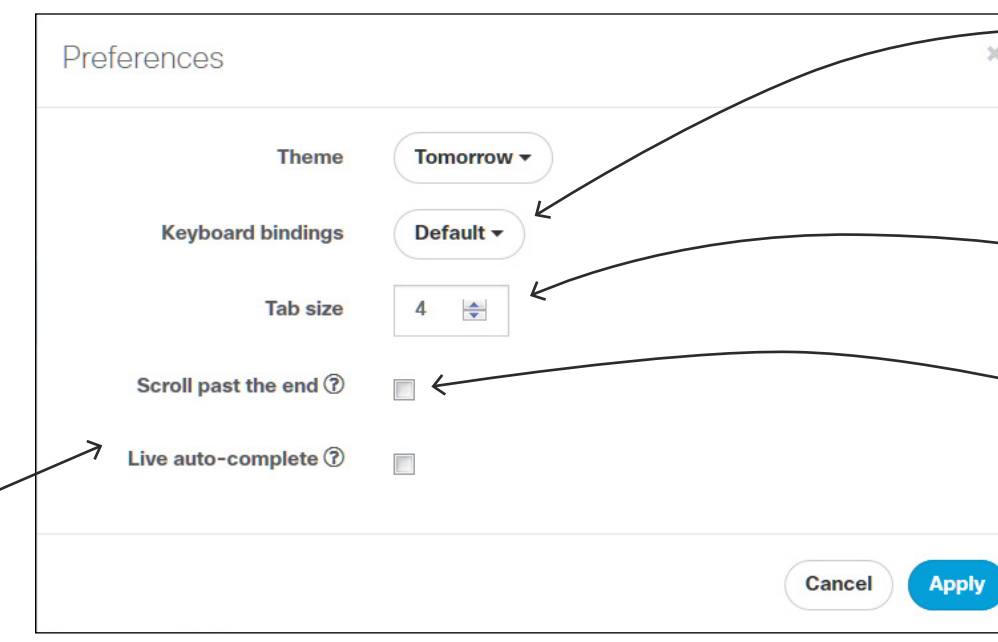 Preferences
Theme Tomorrow
Keyboard bindings Default
Tab size 4
Scroll past the end ?
Live auto-complete ?
Cancel Apply